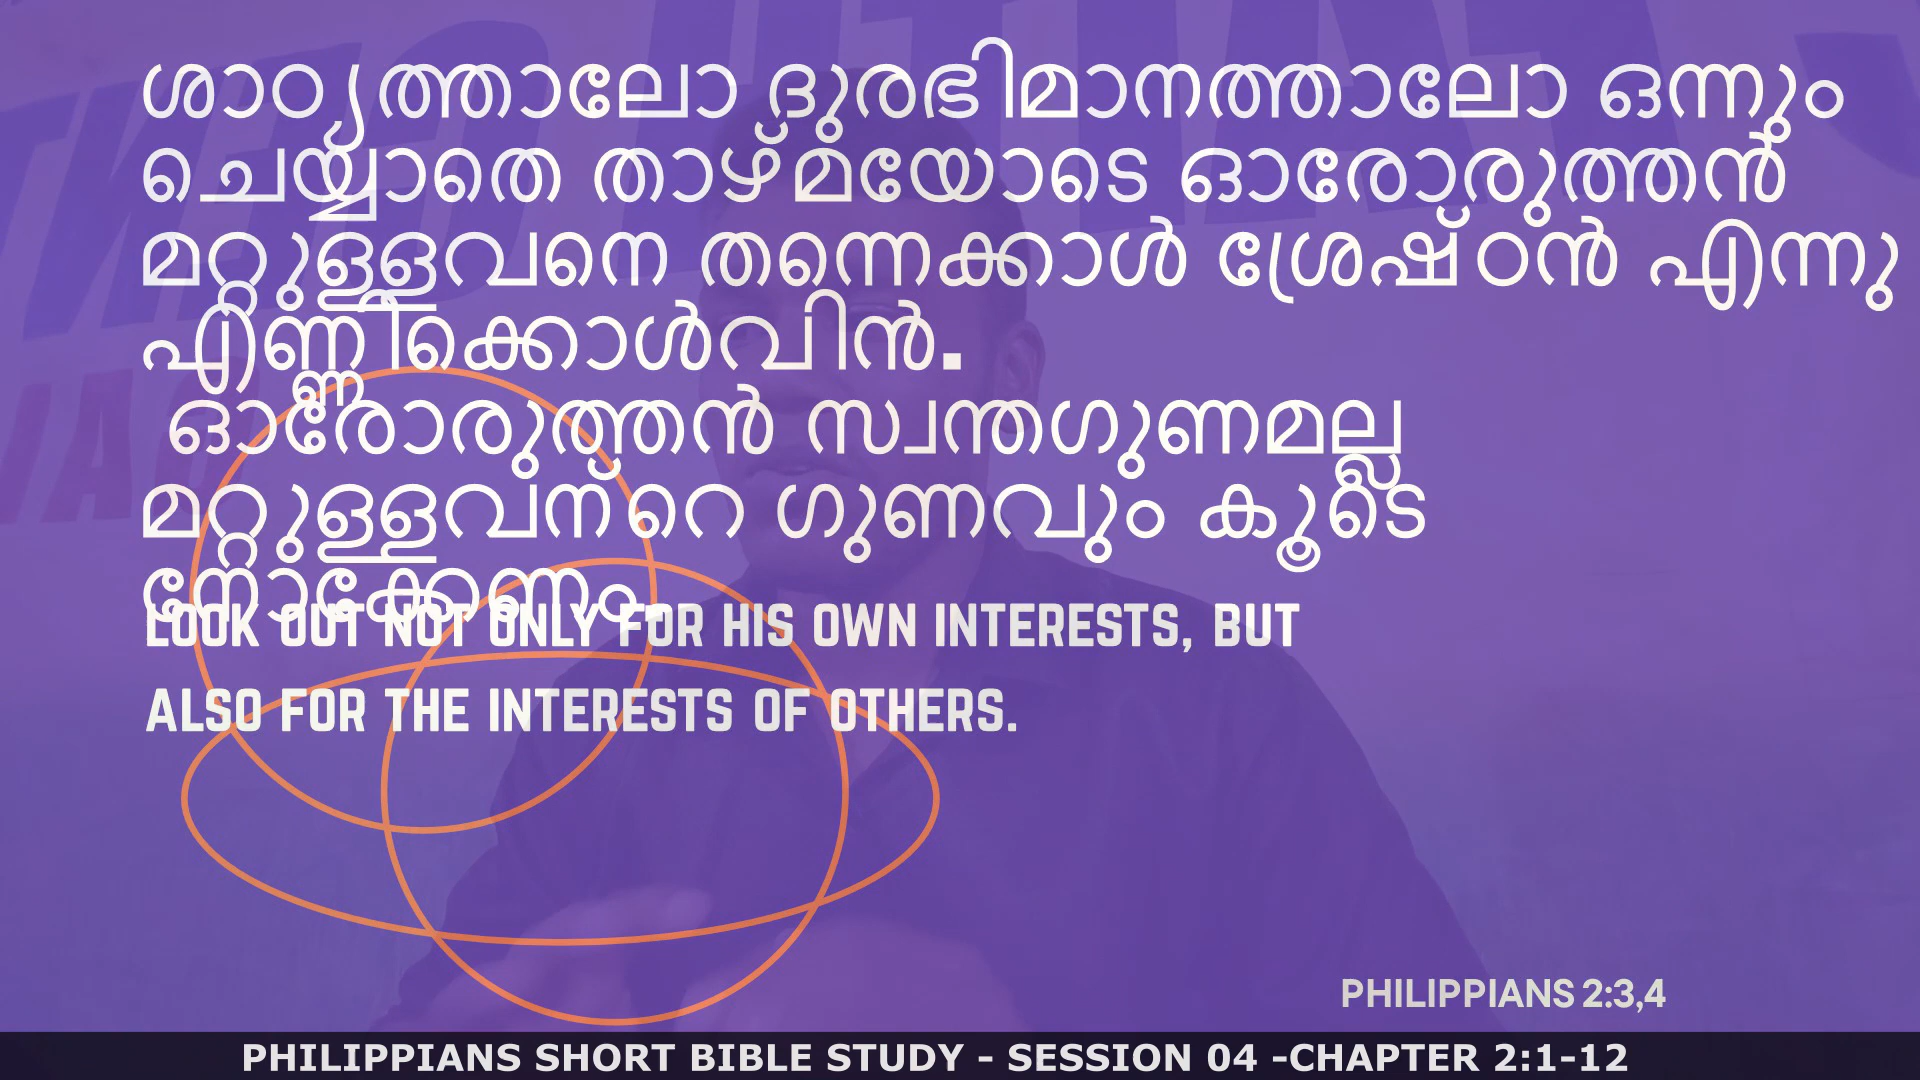 ശാഠ്യത്താലോ ദുരഭിമാനത്താലോ ഒന്നും
ചെയ്യാതെ താഴ്മയോടെ ഓരോരുത്തൻ
മറ്റുള്ളവനെ തന്നെക്കാൾ ശ്രേഷ്ഠൻ എന്നു
എണ്ണിക്കൊൾവിൻ.
ഓരോരുത്തൻ സ്വന്തഗുണമല്ല
മറ്റുള്ളവന്റെ ഗുണവും കൂടെ
നോക്കേണം.
LOOK OUT NOT ONLY FOR HIS OWN INTERESTS, BUT
ALSO FOR THE INTERESTS OF OTHERS.
PHILIPPIANS 2:3,4
PHILIPPIANS SHORT BIBLE STUDY - SESSION 04 -CHAPTER 2:1-12